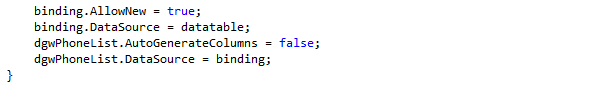 binding.AllowNew = true;
binding.DataSource = datatable;
dgwPhoneList.AutoGenerateColumns = false;
dgwPhoneList.DataSource = binding;
}